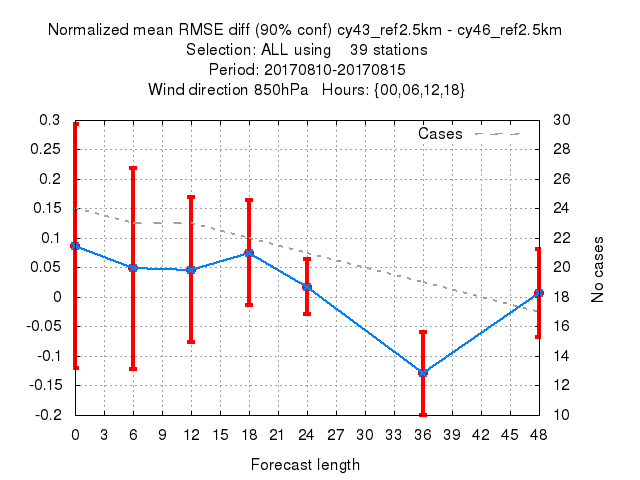 Normalized mean RMSE diff (90% conf) cy43_ref2.5km - cy46_ref2.5km
Selection: ALL using    39 stations
Period: 20170810-20170815
Wind direction 850hPa   Hours: {00,06,12,18}
Cases
0.3
0.25
0.2
0.15
0.1
0.05
0
-0.05
-0.1
-0.15
-0.2
30
28
26
24
22
20
18
16
14
12
10
No cases
0 3 6 9 12 15 18 21 24 27 30 33 36 39 42 45 48
Forecast length